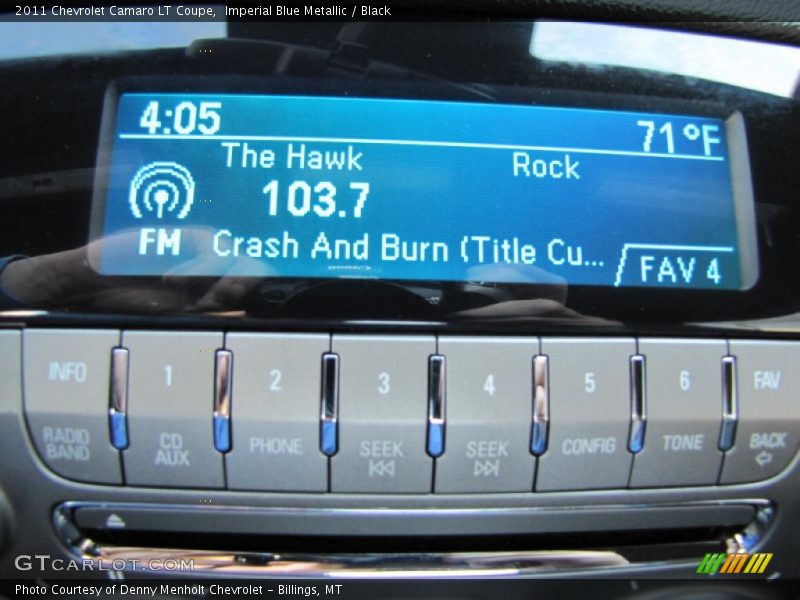 2011 Chevrolet Camaro LT Coupe,  Imperial Blue Metallic / Black
4:05
71°F
The Hawk
Rock
103.7
FM
Crash And Burn (Title Cu...
FAV 4
INFO
1
2
3
4
5
6
FAV
RADIO
BAND
CD
AUX
PHONE
SEEK
SEEK
CONFIG
TONE
BACK
GTCARLOT.COM
Photo Courtesy of Denny Menholt Chevrolet - Billings, MT